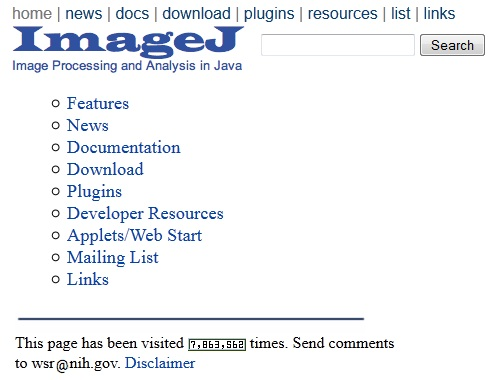 home | news | docs | download | plugins | resources | list | links
ImageJ
Search
Image Processing and Analysis in Java
Features
News
Documentation
Download
Plugins
Developer Resources
Applets/Web Start
Mailing List
Links
This page has been visited 7,863,562 times. Send comments
to wsr@nih.gov. Disclaimer